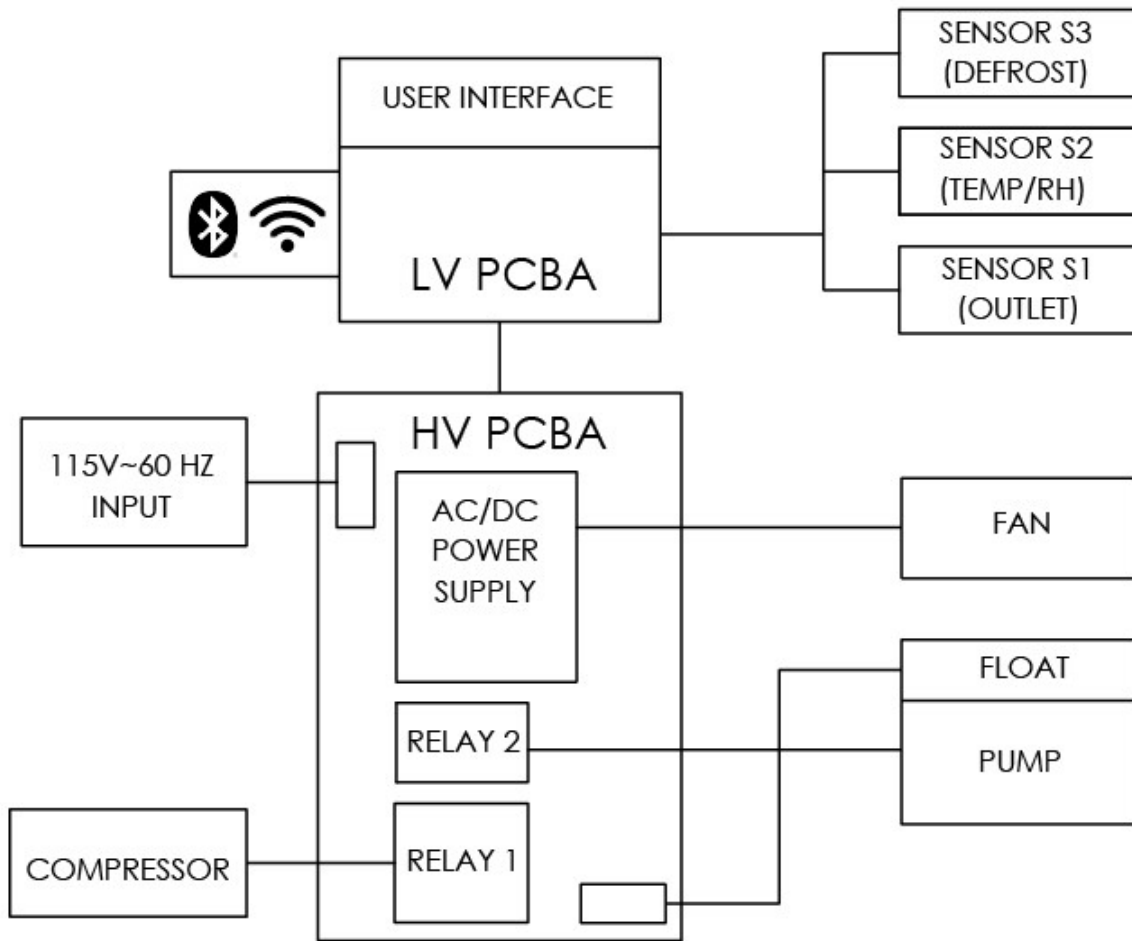 SENSOR S3
(DEFROST)
USER INTERFACE
SENSOR S2
(TEMP/RH)
LV PCBA
SENSOR S1
(OUTLET)
HV PCBA
115V~60 HZ
INPUT
AC/DC
POWER
SUPPLY
FAN
FLOAT
RELAY 2
PUMP
COMPRESSOR
RELAY 1